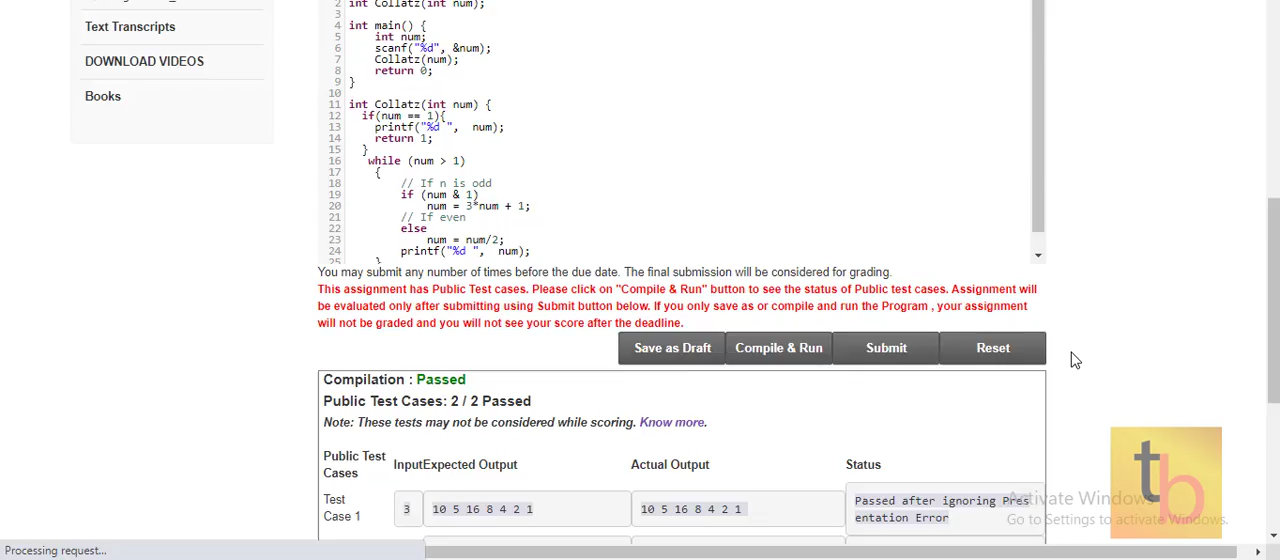 Text Transcripts
DOWNLOAD VIDEOS
Books
2 int Collatz(int num);
3
4 int main() {
5 int num;
6 scanf("%d", &num);
7 Collatz(num);
8 return 0;
9 }
10
11 int Collatz(int num) {
12 if(num == 1){
13 printf("%d ", num);
14 return 1;
15 }
16 while (num > 1)
17 {
18 // If n is odd
19 if (num & 1)
20 num = 3*num + 1;
21 // If even
22 else
23 num = num/2;
24 printf("%d ", num);
25 }
You may submit any number of times before the due date. The final submission will be considered for grading.
This assignment has Public Test cases. Please click on "Compile & Run" button to see the status of Public test cases. Assignment will
be evaluated only after submitting using Submit button below. If you only save as or compile and run the Program , your assignment
will not be graded and you will not see your score after the deadline.
Save as Draft Compile & Run Submit Reset
Compilation : Passed
Public Test Cases: 2 / 2 Passed
Note: These tests may not be considered while scoring. Know more.
Public Test
Cases
Input Expected Output Actual Output Status
Test
Case 1
3 10 5 16 8 4 2 1 10 5 16 8 4 2 1
Passed after ignoring Pres
entation Error
tb
Activate Windows
Go to Settings to activate Windows.
Processing request...